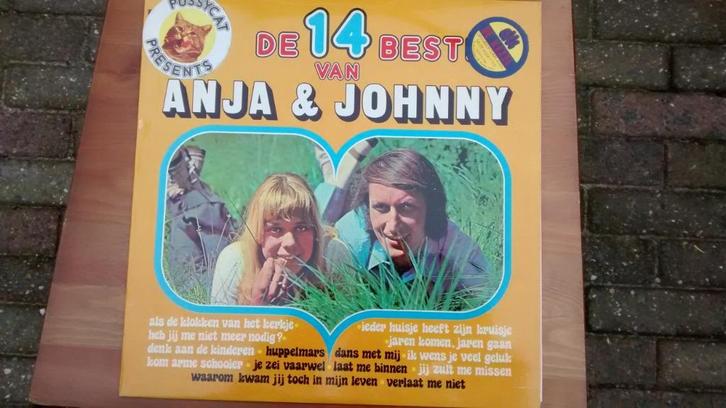 PUSSYCAT PRESENTS
DE 14 BESTE
VAN
ANJA & JOHNNY
als de klokken van het kerkje • • ieder huisje heeft zijn kruisje
heb jij me niet meer nodig? • • jaren komen, jaren gaan
denk aan de kinderen • huppelmars • dans met mij • ik wens je veel geluk
kom arme schooier • je zei vaarwel • laat me binnen • jij zult me missen
waarom kwam jij toch in mijn leven • verlaat me niet